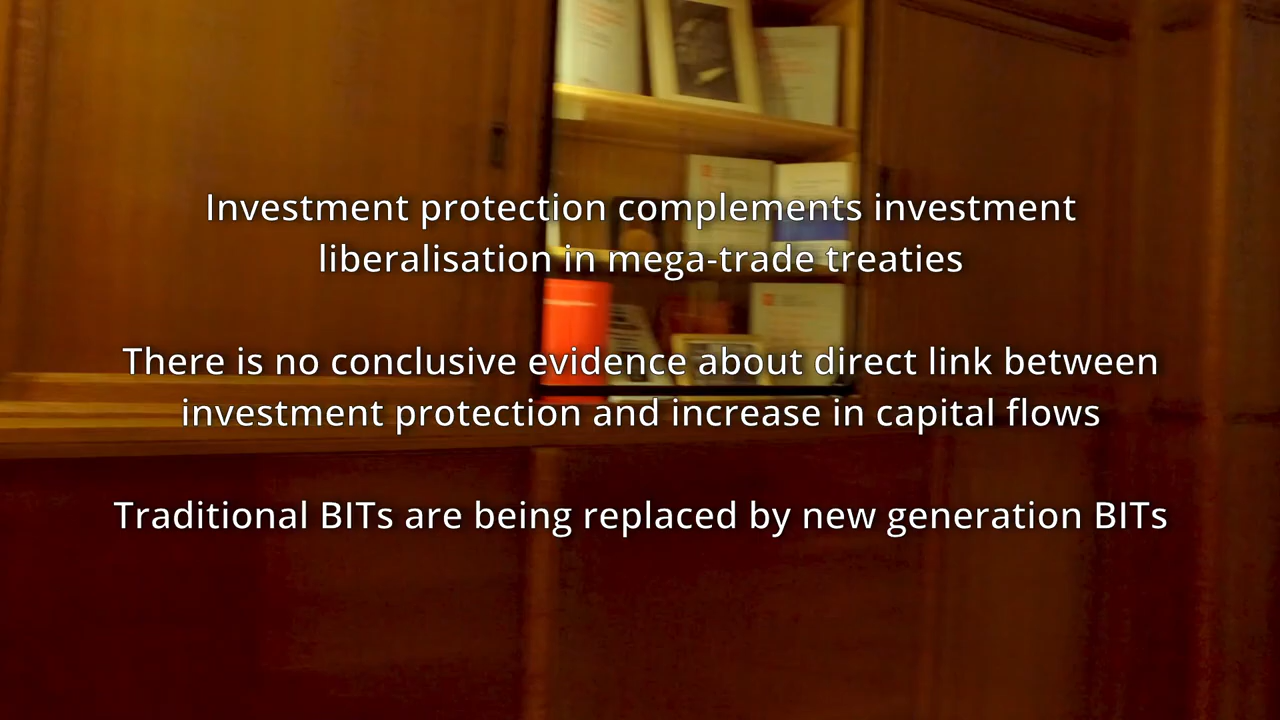 Investment protection complements investment
liberalisation in mega-trade treaties
There is no conclusive evidence about direct link between
investment protection and increase in capital flows
Traditional BITs are being replaced by new generation BITs